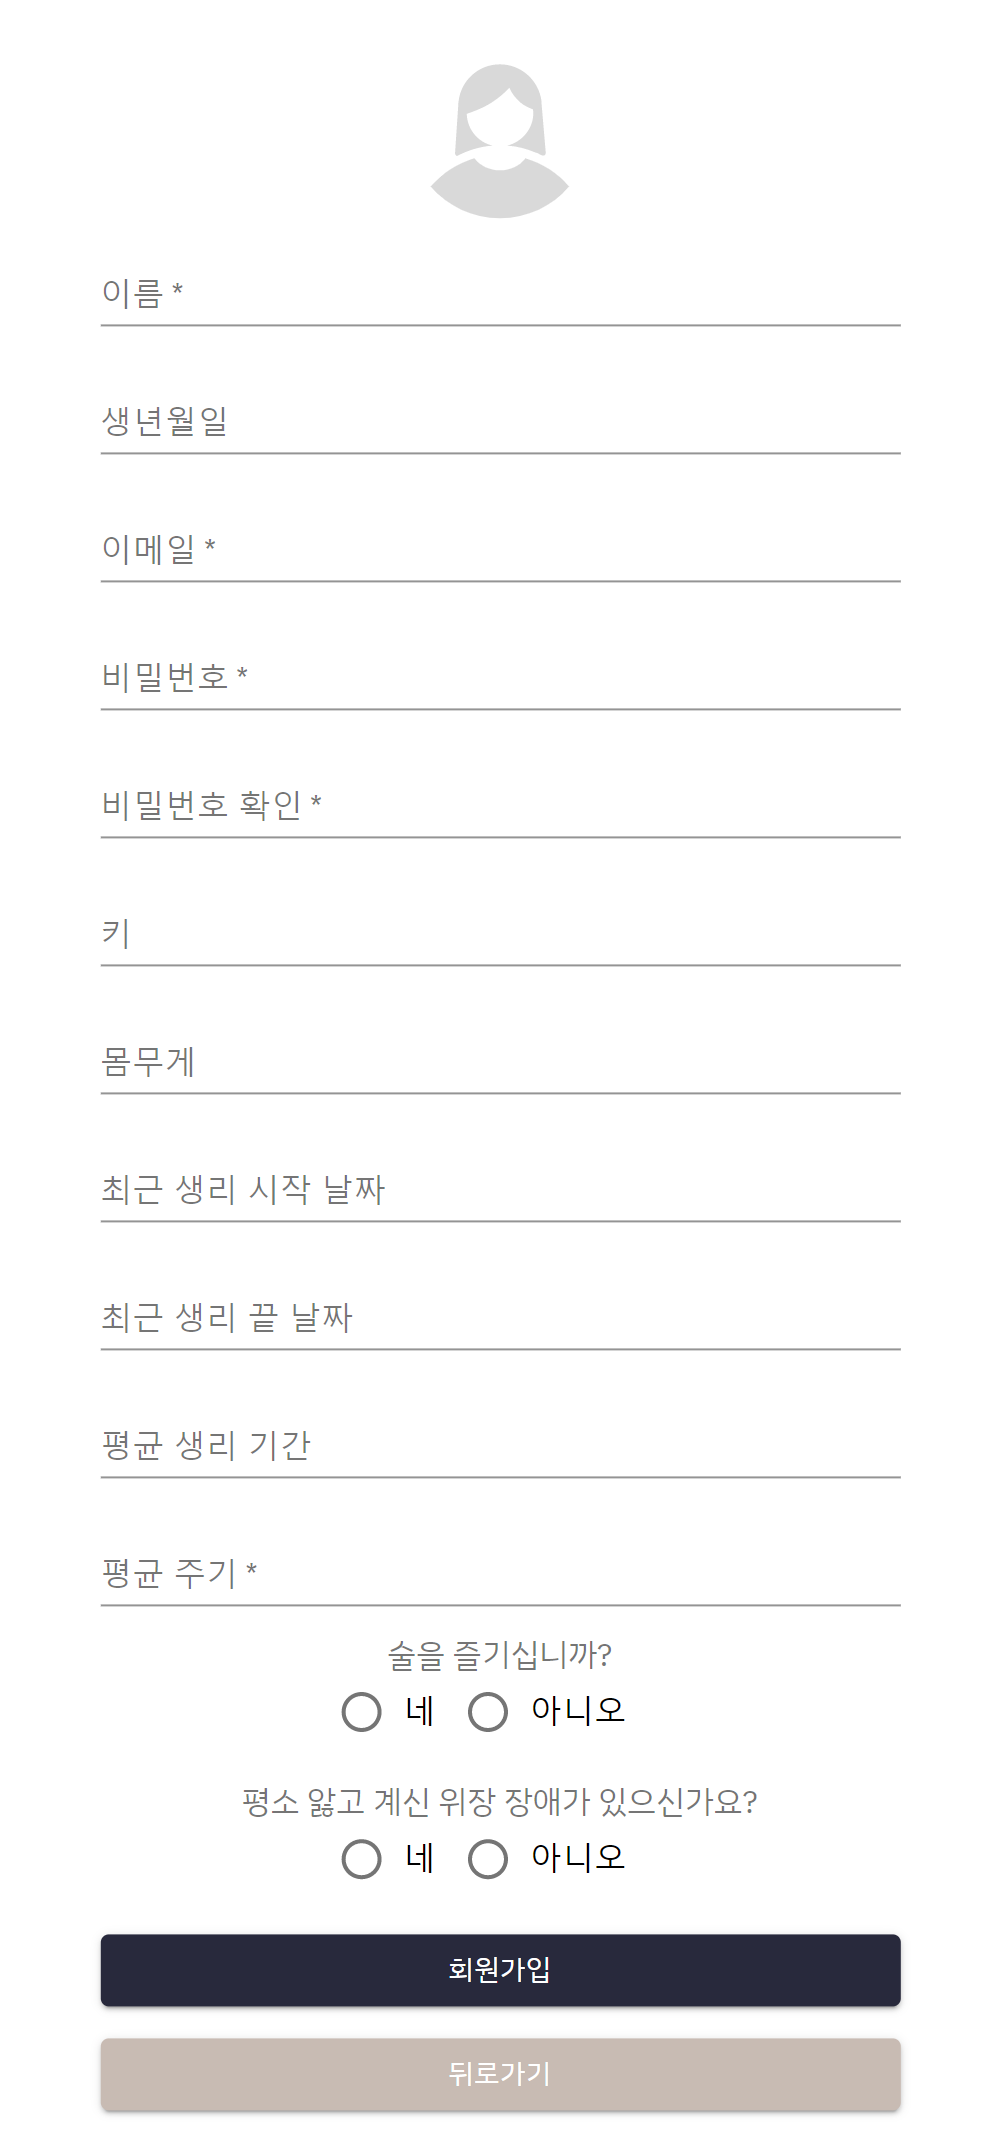 이름 *
생년월일
이메일 *
비밀번호 *
비밀번호 확인 *
키
몸무게
최근 생리 시작 날짜
최근 생리 끝 날짜
평균 생리 기간
평균 주기 *
술을 즐기십니까?
네 아니오
평소 앓고 계신 위장 장애가 있으신가요?
네 아니오
회원가입
뒤로가기